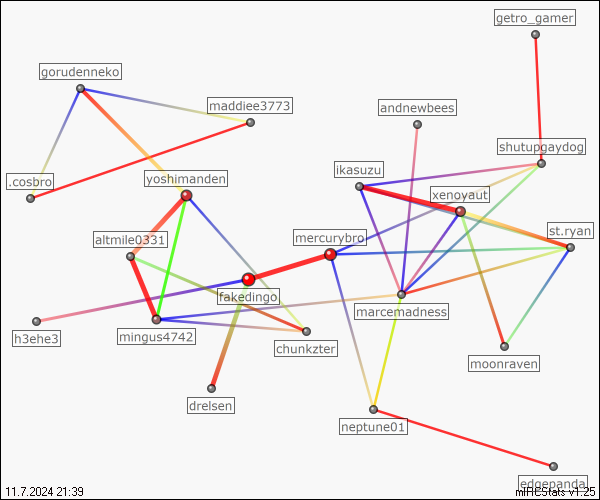 getro_gamer
gorudenneko
maddiee3773
andnewbees
shutupgaydog
ikasuzu
.cosbro
yoshimanden
xenoyaut
altmile0331
mercurybro
st.ryan
fakedingo
marcemadness
h3ehe3
mingus4742
chunkzter
moonraven
drelsen
neptune01
edgepanda
11.7.2024 21:39
mIRCStats v1.25